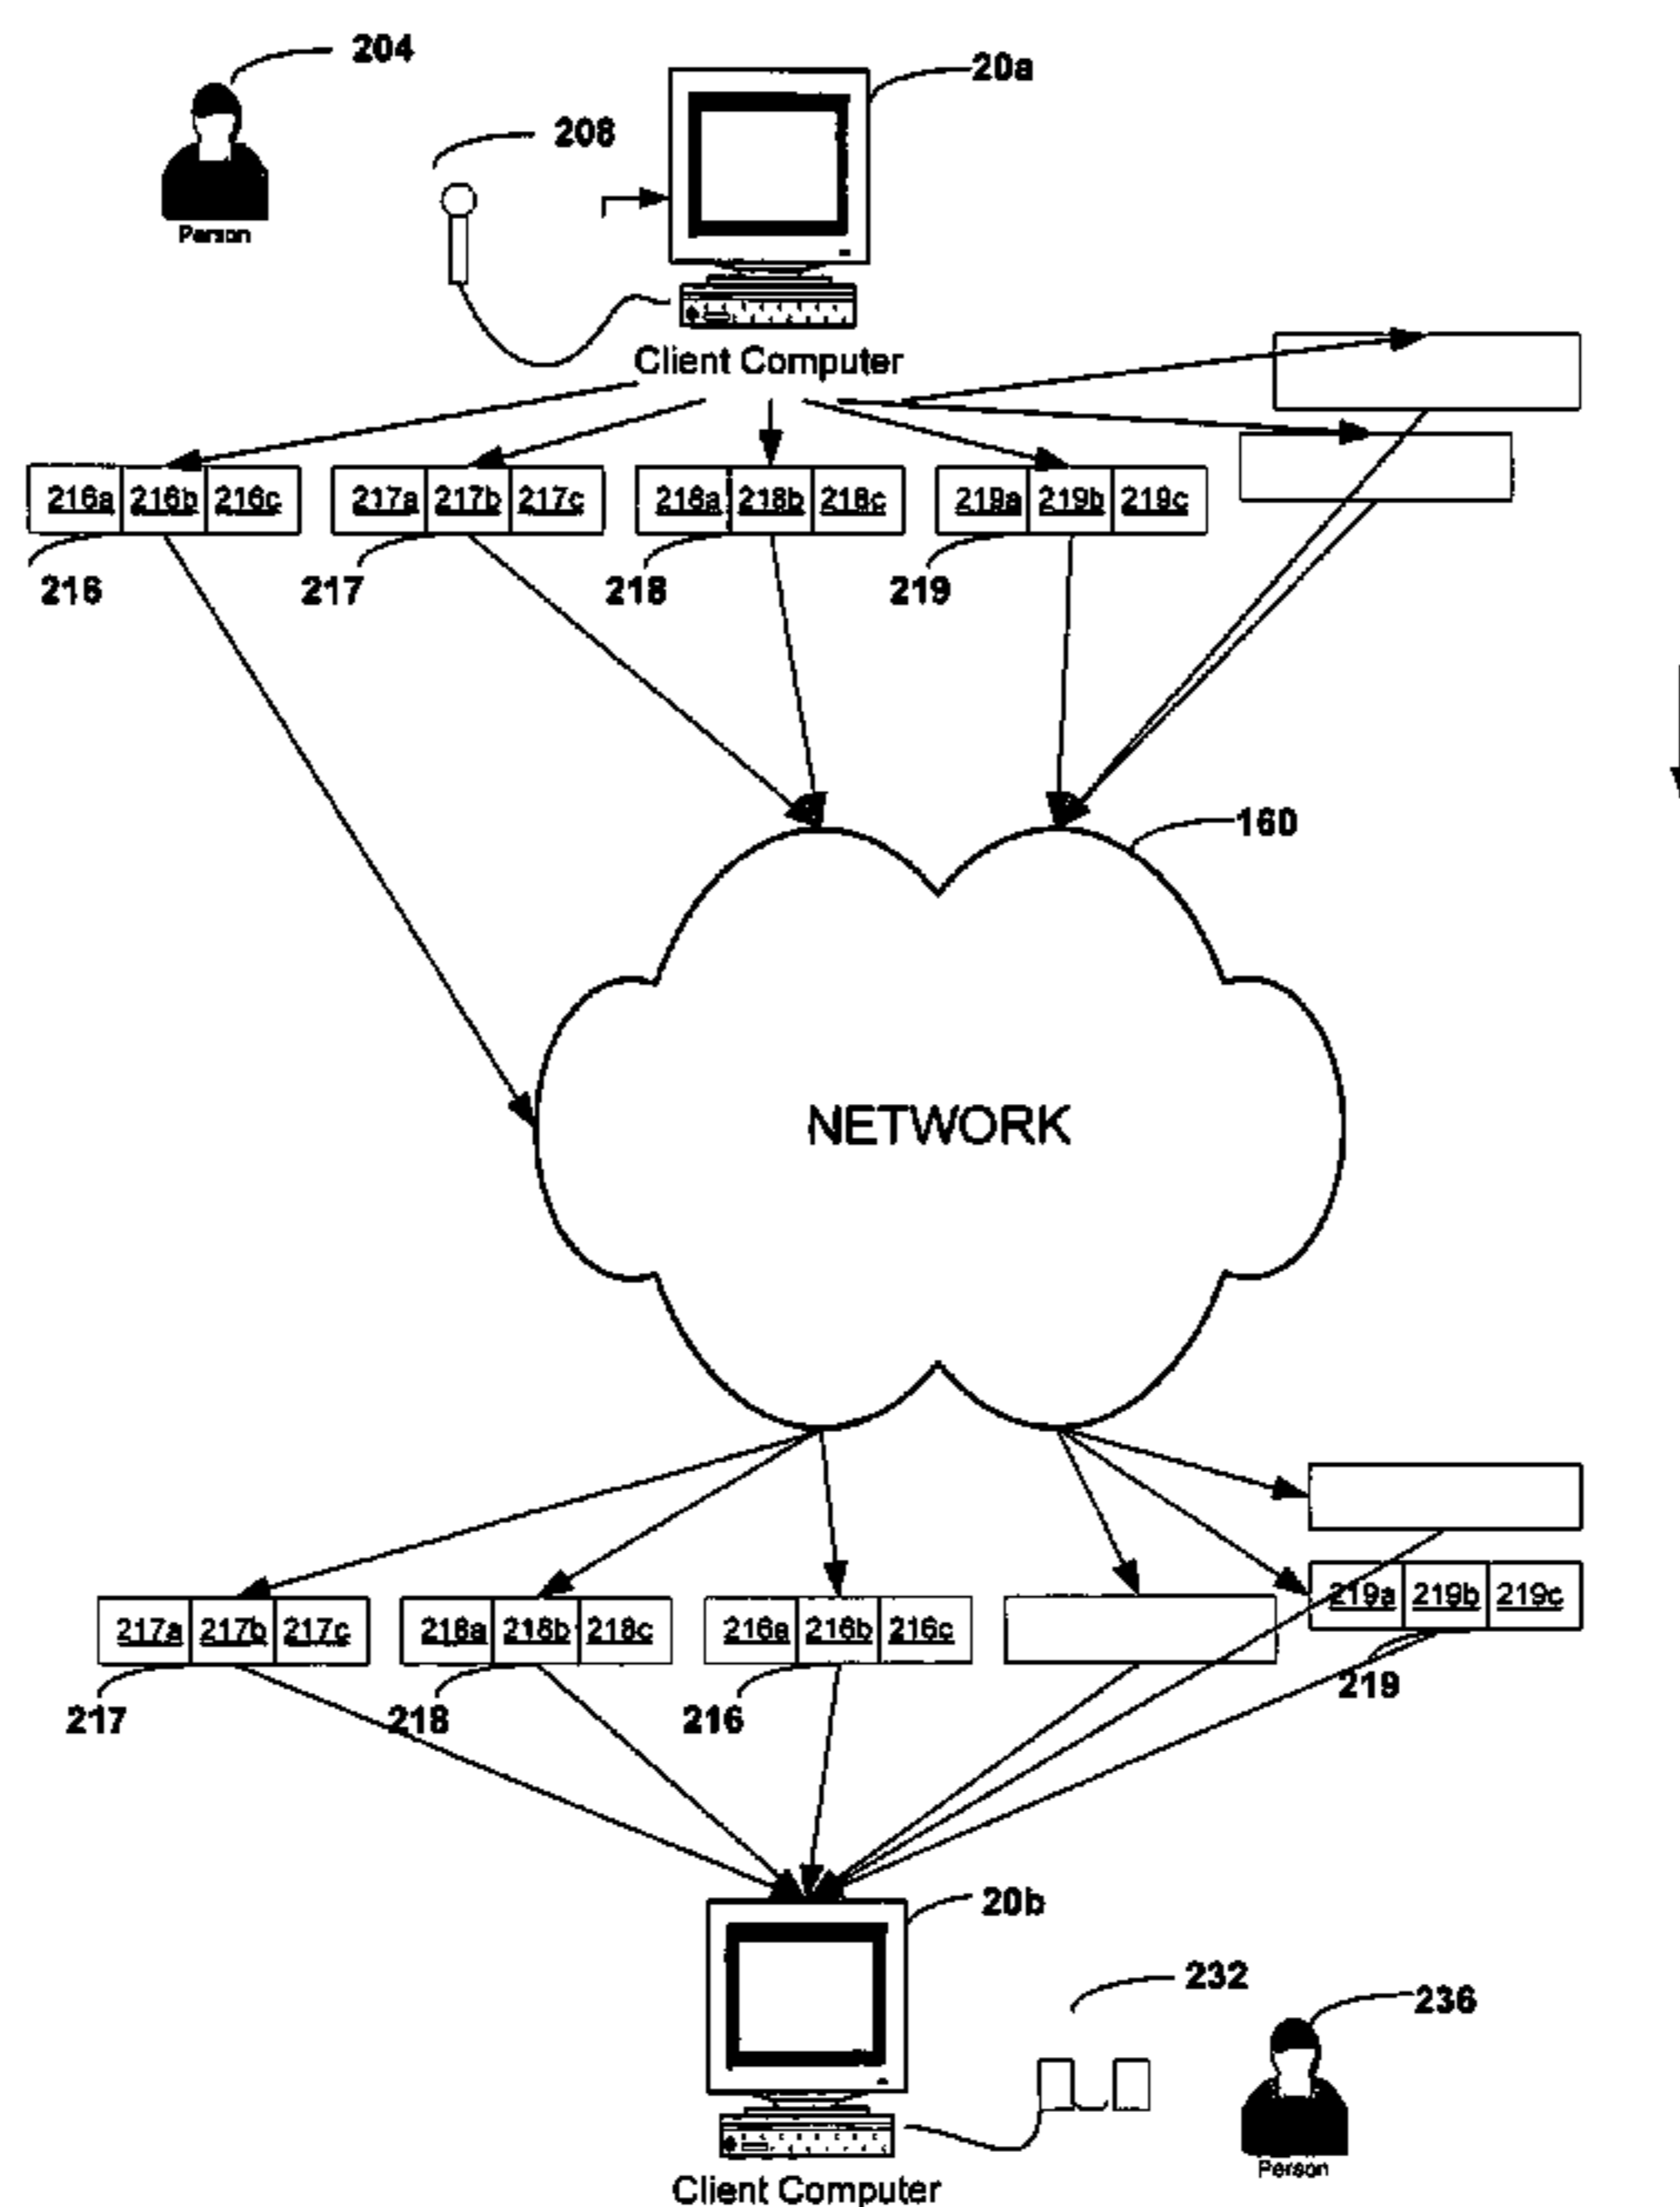 204
20a
208
Person
Client Computer
216a 216b 216c 217a 217b 217c 218a 218b 218c 219a 219b 219c
216 217 218 219
160
NETWORK
219a 219b 219c
217a 217b 217c 218a 218b 218c 216a 216b 216c
219
217 218 216
20b
232
236
Person
Client Computer